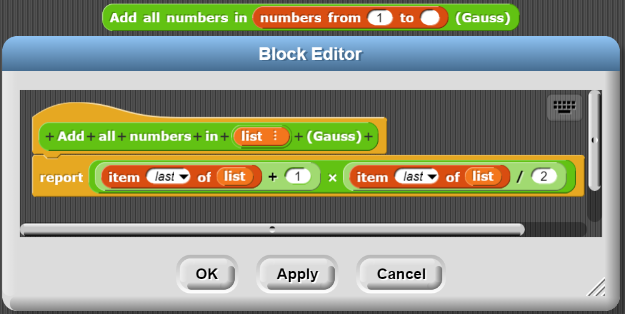 Add all numbers in numbers from 1 to (Gauss)
Block Editor
+ Add + all + numbers + in + list ⋮ + (Gauss) +
report item last ▾ of list + 1 × item last ▾ of list / 2
OK Apply Cancel